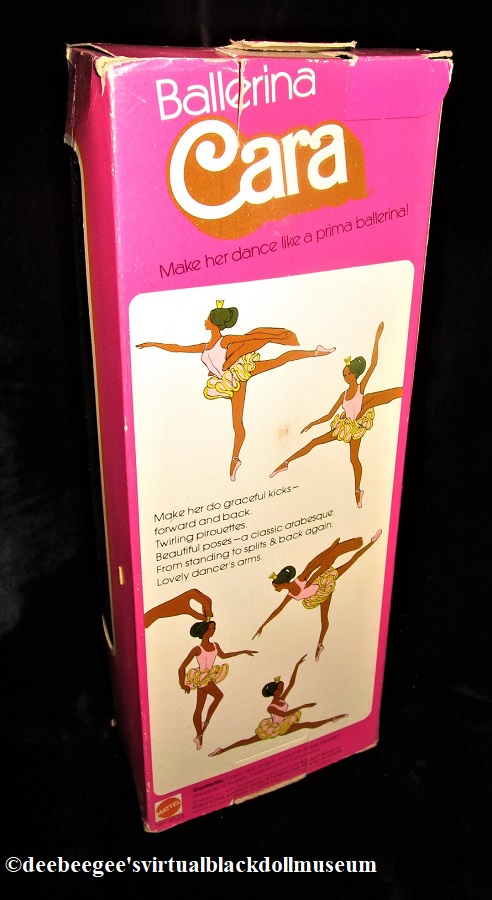 Ballerina
Cara
Make her dance like a prima ballerina!
Make her do graceful kicks—
forward and back.
Twirling pirouettes.
Beautiful poses—a classic arabesque.
From standing to splits & back again.
Lovely dancer's arms.
Contents:
MATTEL
©deebeegee'svirtualblackdollmuseum